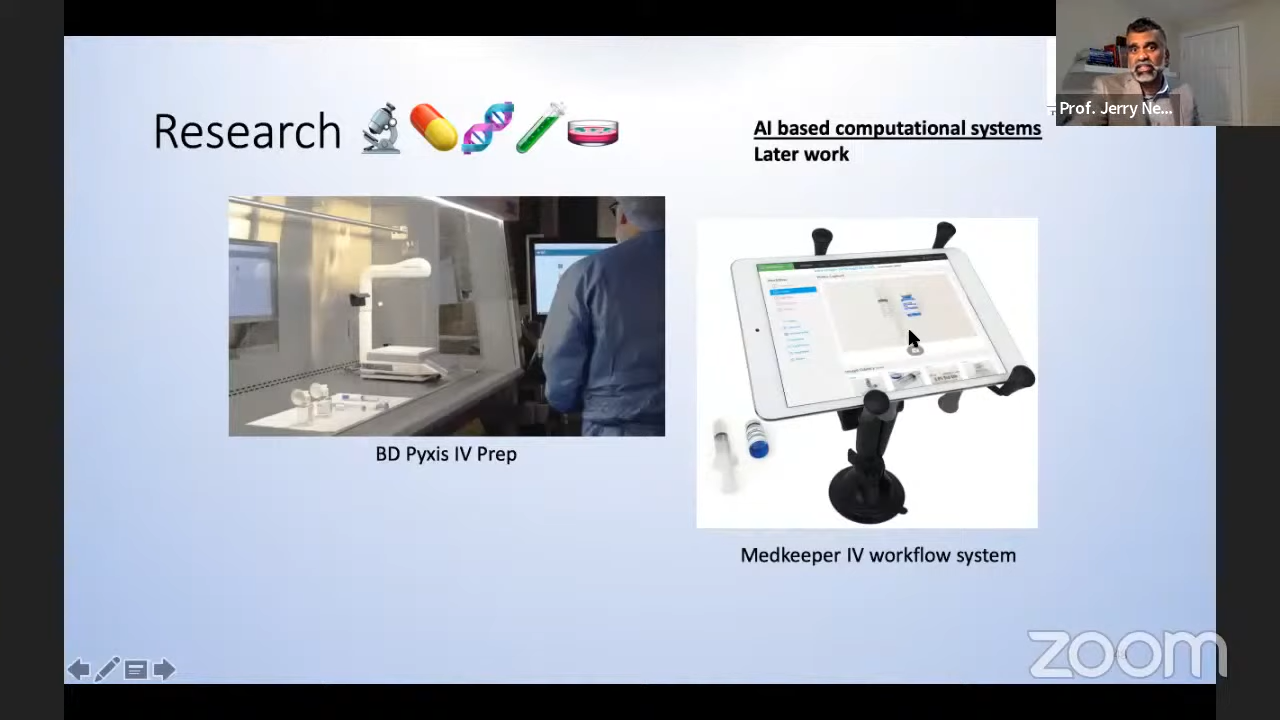 Prof. Jerry Ne...
Research
AI based computational systems
Later work
BD Pyxis IV Prep
Medkeeper IV workflow system
zoom